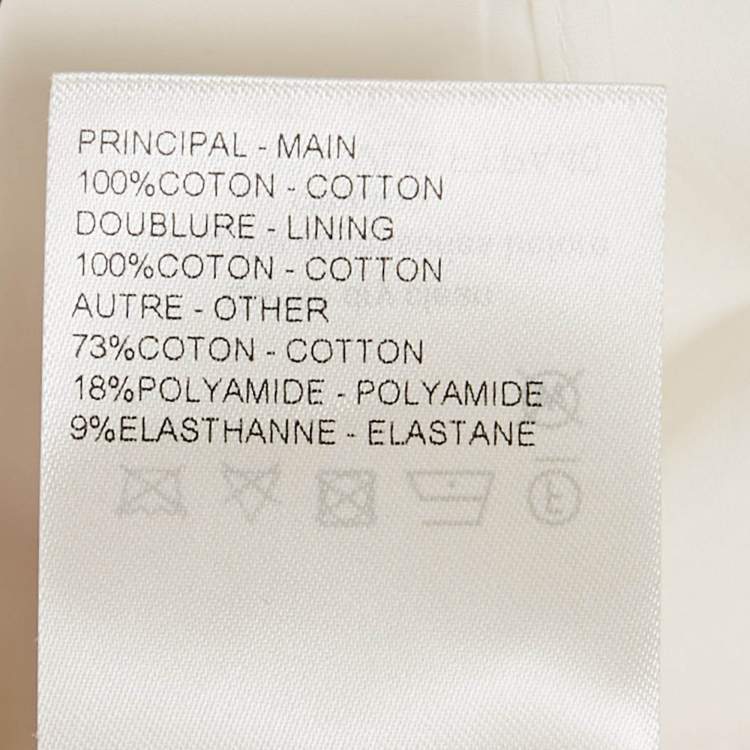 PRINCIPAL - MAIN
100%COTON - COTTON
DOUBLURE - LINING
100%COTON - COTTON
AUTRE - OTHER
73%COTON - COTTON
18%POLYAMIDE - POLYAMIDE
9%ELASTHANNE - ELASTANE